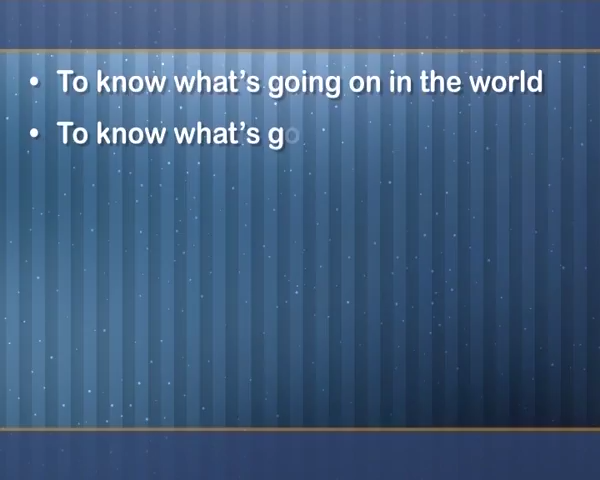 • To know what's going on in the world
• To know what's go